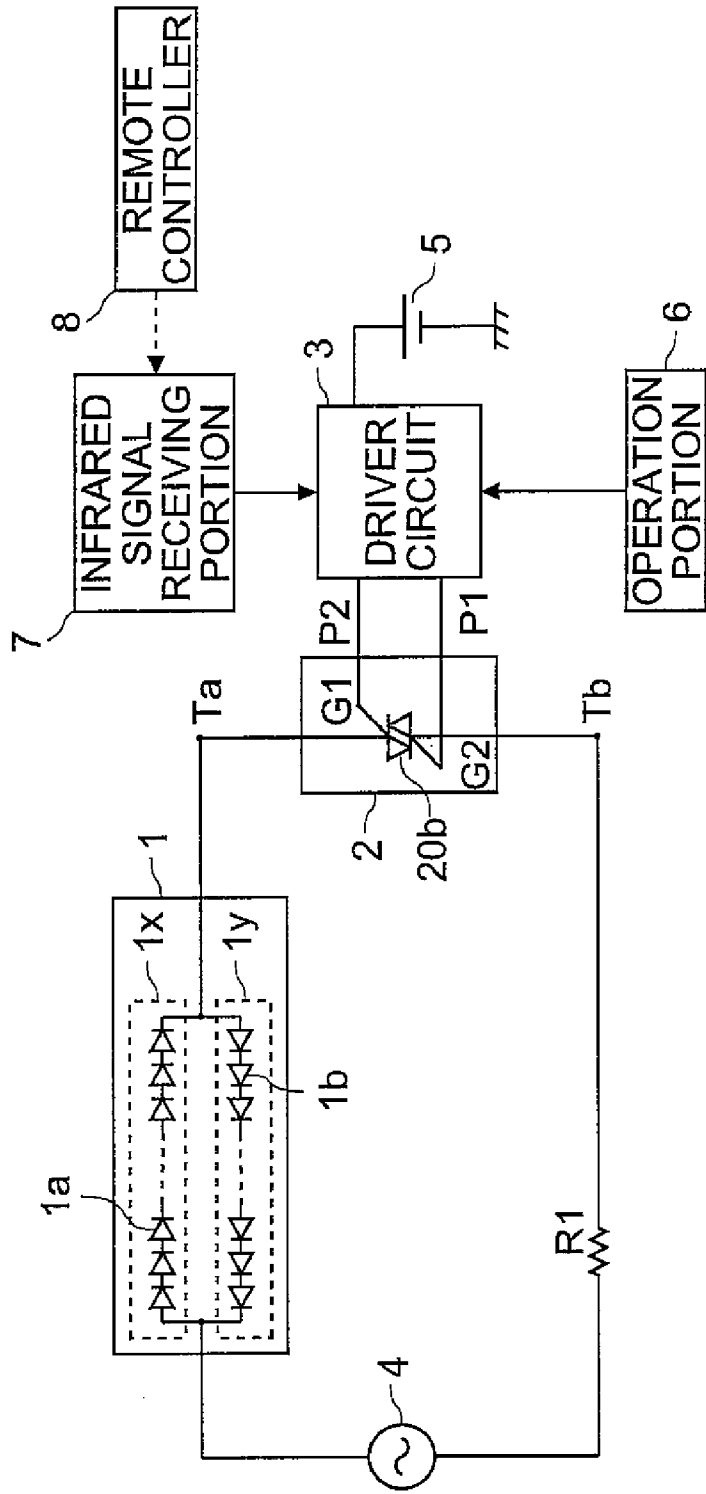 8
REMOTE
CONTROLLER
7
INFRARED
SIGNAL
RECEIVING
PORTION
5
3
DRIVER
CIRCUIT
6
OPERATION
PORTION
P2
P1
Ta
G1
G2
Tb
2
20b
1
1x
1y
1a
1b
R1
4